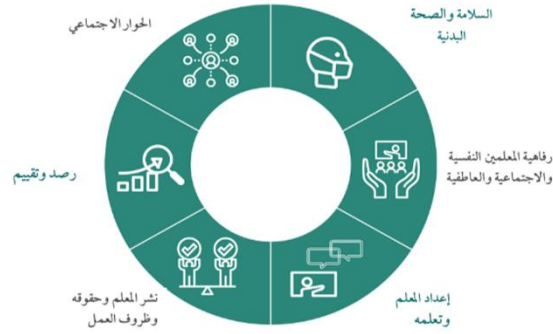 السلامة والصحة
البدنية
رفاهية المعلمين النفسية
والاجتماعية والعاطفية
إعداد المعلم
وتعلمه
نشر المعلم وحقوقه
وظروف العمل
رصد وتقييم
الحوار الاجتماعي